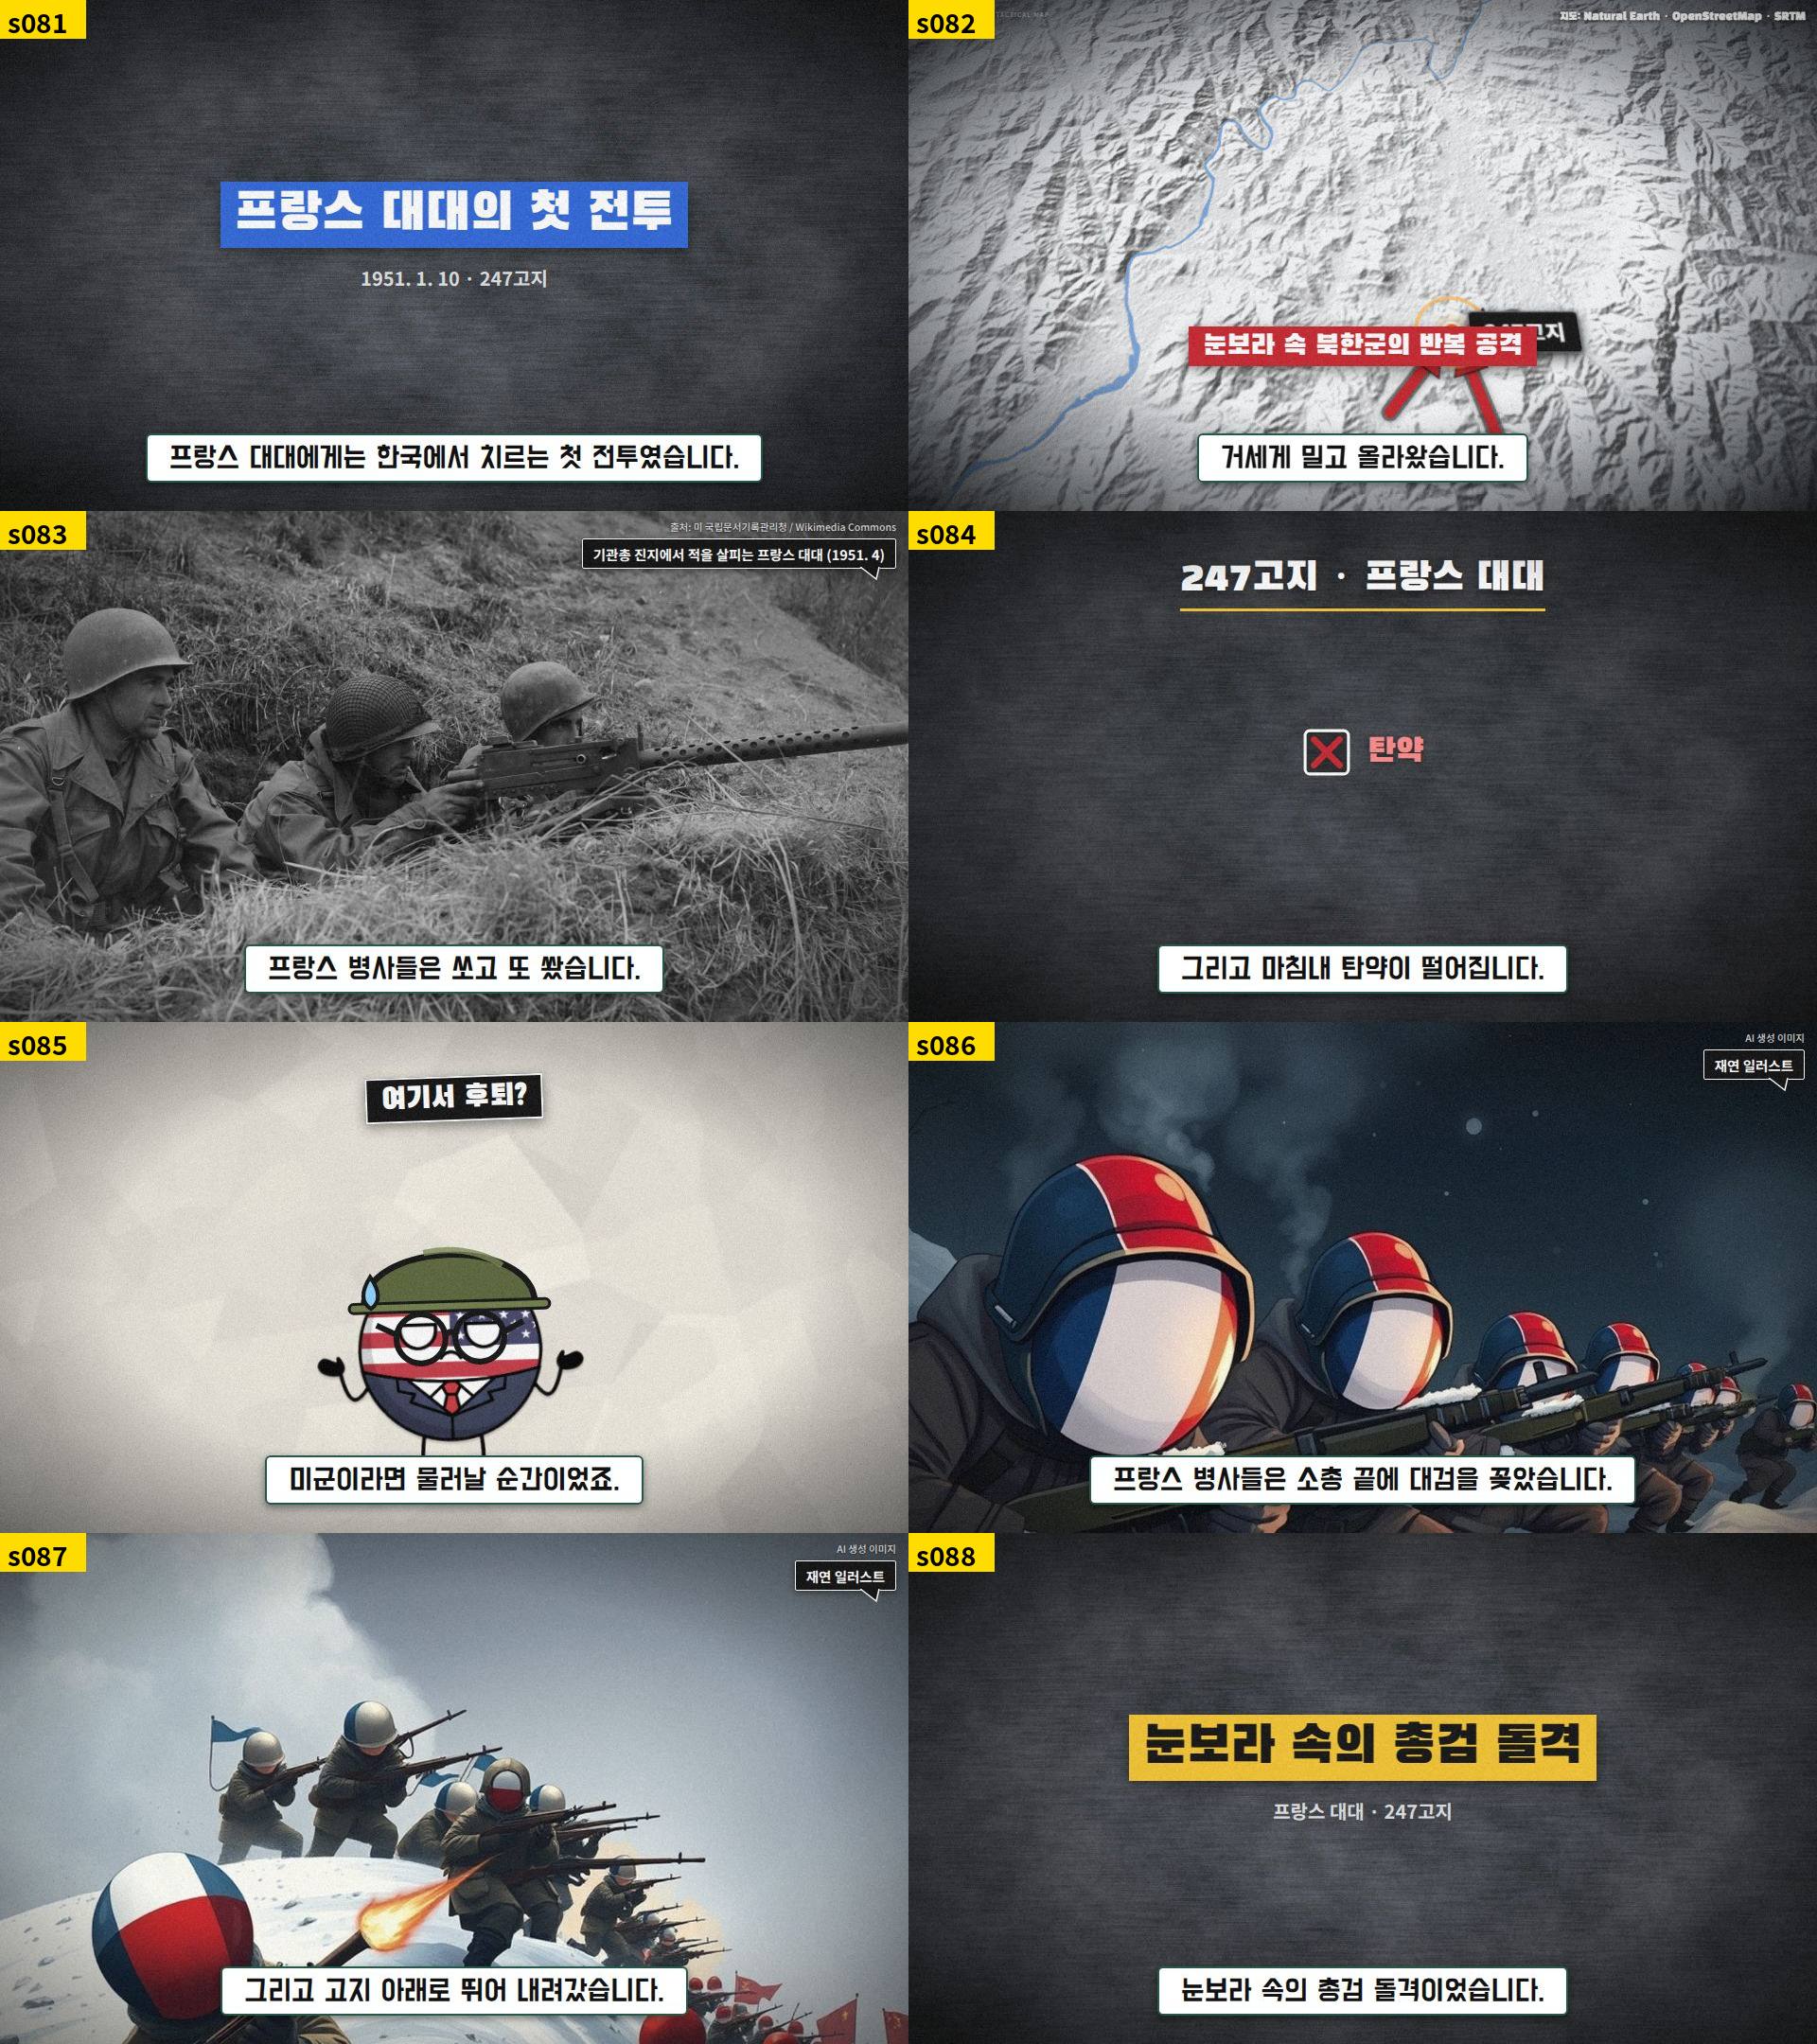 s081
프랑스 대대의 첫 전투
1951. 1. 10 · 247고지
프랑스 대대에게는 한국에서 치르는 첫 전투였습니다.
s082
지도: Natural Earth · OpenStreetMap · SRTM
눈보라 속 북한군의 반복 공격
고지
거세게 밀고 올라왔습니다.
s083
출처: 미 국립문서기록관리청 / Wikimedia Commons
기관총 진지에서 적을 살피는 프랑스 대대 (1951. 4)
프랑스 병사들은 쏘고 또 쐈습니다.
s084
247고지 · 프랑스 대대
탄약
그리고 마침내 탄약이 떨어집니다.
s085
여기서 후퇴?
미군이라면 물러날 순간이었죠.
s086
AI 생성 이미지
재연 일러스트
프랑스 병사들은 소총 끝에 대검을 꽂았습니다.
s087
AI 생성 이미지
재연 일러스트
그리고 고지 아래로 뛰어 내려갔습니다.
s088
눈보라 속의 총검 돌격
프랑스 대대 · 247고지
눈보라 속의 총검 돌격이었습니다.